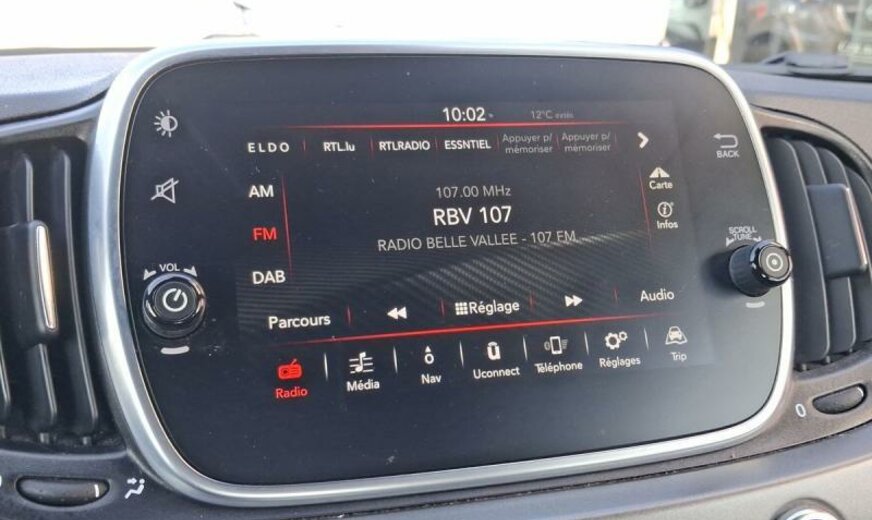 10:02 12°C extés
ELDO RTL.lu RTLRADIO ESSNTIEL Appuyer p/ mémoriser Appuyer p/ mémoriser
BACK
AM
107.00 MHz
Carte
RBV 107
Infos
FM
RADIO BELLE VALLEE - 107 FM
SCROLL
TUNE
VOL
DAB
Parcours Réglage Audio
Radio Média Nav Uconnect Téléphone Réglages Trip
0